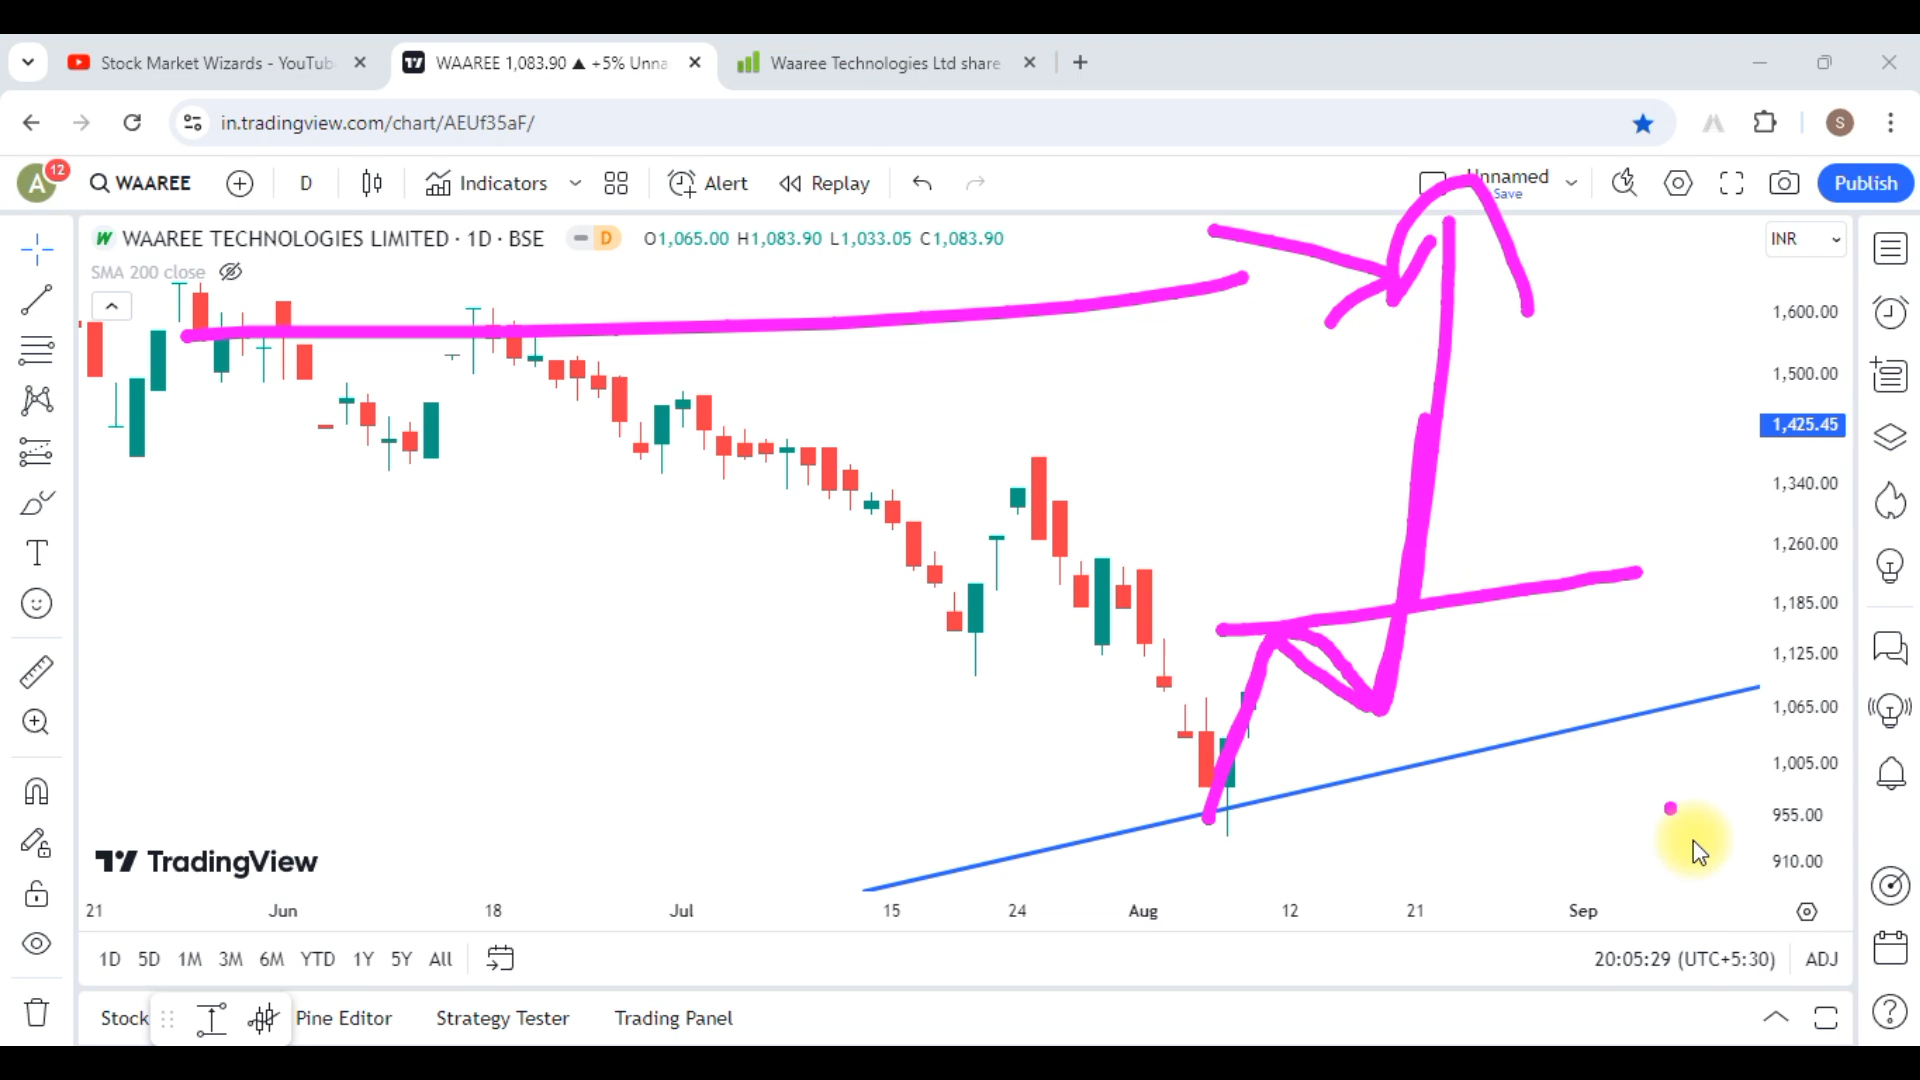 Stock Market Wizards - YouTub
WAAREE 1,083.90 ▲ +5% Unna
Waaree Technologies Ltd share
in.tradingview.com/chart/AEUf35aF/
S
A
12
WAAREE
D
Indicators
Alert
Replay
Unnamed
Save
Publish
W WAAREE TECHNOLOGIES LIMITED · 1D · BSE
D
O1,065.00 H1,083.90 L1,033.05 C1,083.90
INR
SMA 200 close
1,600.00
1,500.00
1,425.45
1,340.00
1,260.00
1,185.00
1,125.00
1,065.00
1,005.00
955.00
910.00
TradingView
21 Jun 18 Jul 15 24 Aug 12 21 Sep
1D 5D 1M 3M 6M YTD 1Y 5Y All
20:05:29 (UTC+5:30) ADJ
Stock
Pine Editor
Strategy Tester
Trading Panel